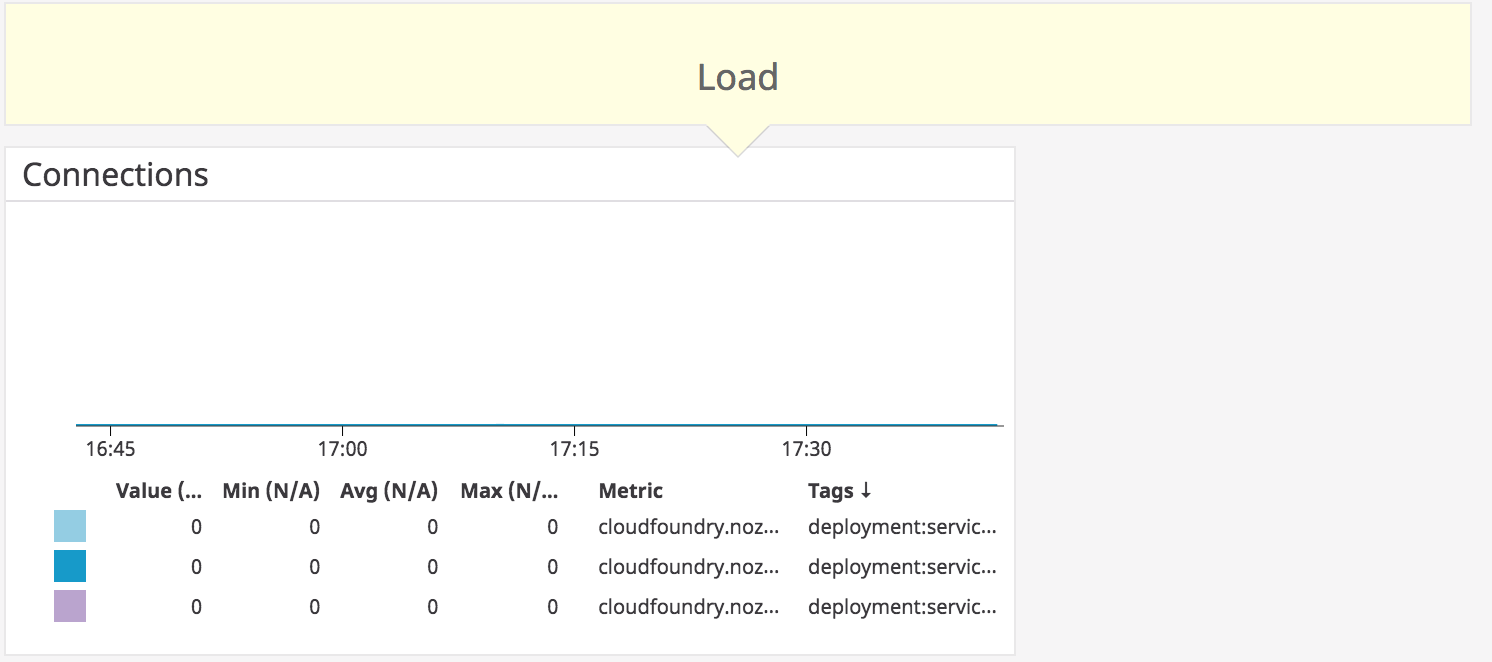 Load
Connections
16:45 17:00 17:15 17:30
Value (... Min (N/A) Avg (N/A) Max (N/... Metric Tags ↓
0 0 0 0 cloudfoundry.noz... deployment:servic...
0 0 0 0 cloudfoundry.noz... deployment:servic...
0 0 0 0 cloudfoundry.noz... deployment:servic...